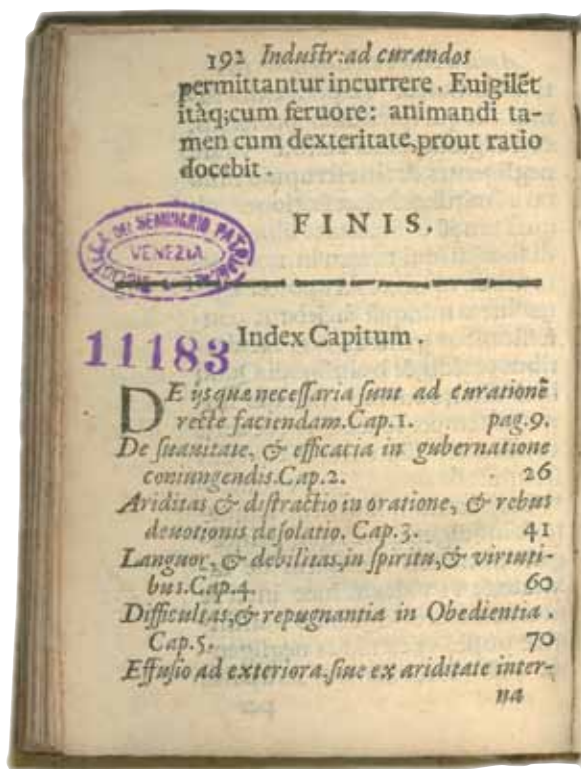 192 Industr:ad curandos
permittantur incurrere. Euigilēt
itàq;cum feruore: animandi ta-
men cum dexteritate,prout ratio
docebit.
FINIS.
SEMINARIO
VENEZIA
11183
Index Capitum.
DE ijs quæ necessaria sunt ad curationē
recte faciendam.Cap.1. pag.9.
De suauitate, & efficacia in gubernatione
coniungendis.Cap.2. 26
Ariditas,& distractio in oratione, & rebus
deuotionis desolatio. Cap.3. 41
Languor, & debilitas,in spiritu,& virtuti-
bus.Cap.4. 60
Difficultas,& repugnantia in Obedientia.
Cap.5. 70
Effusio ad exteriora.siue ex ariditate inter-
na